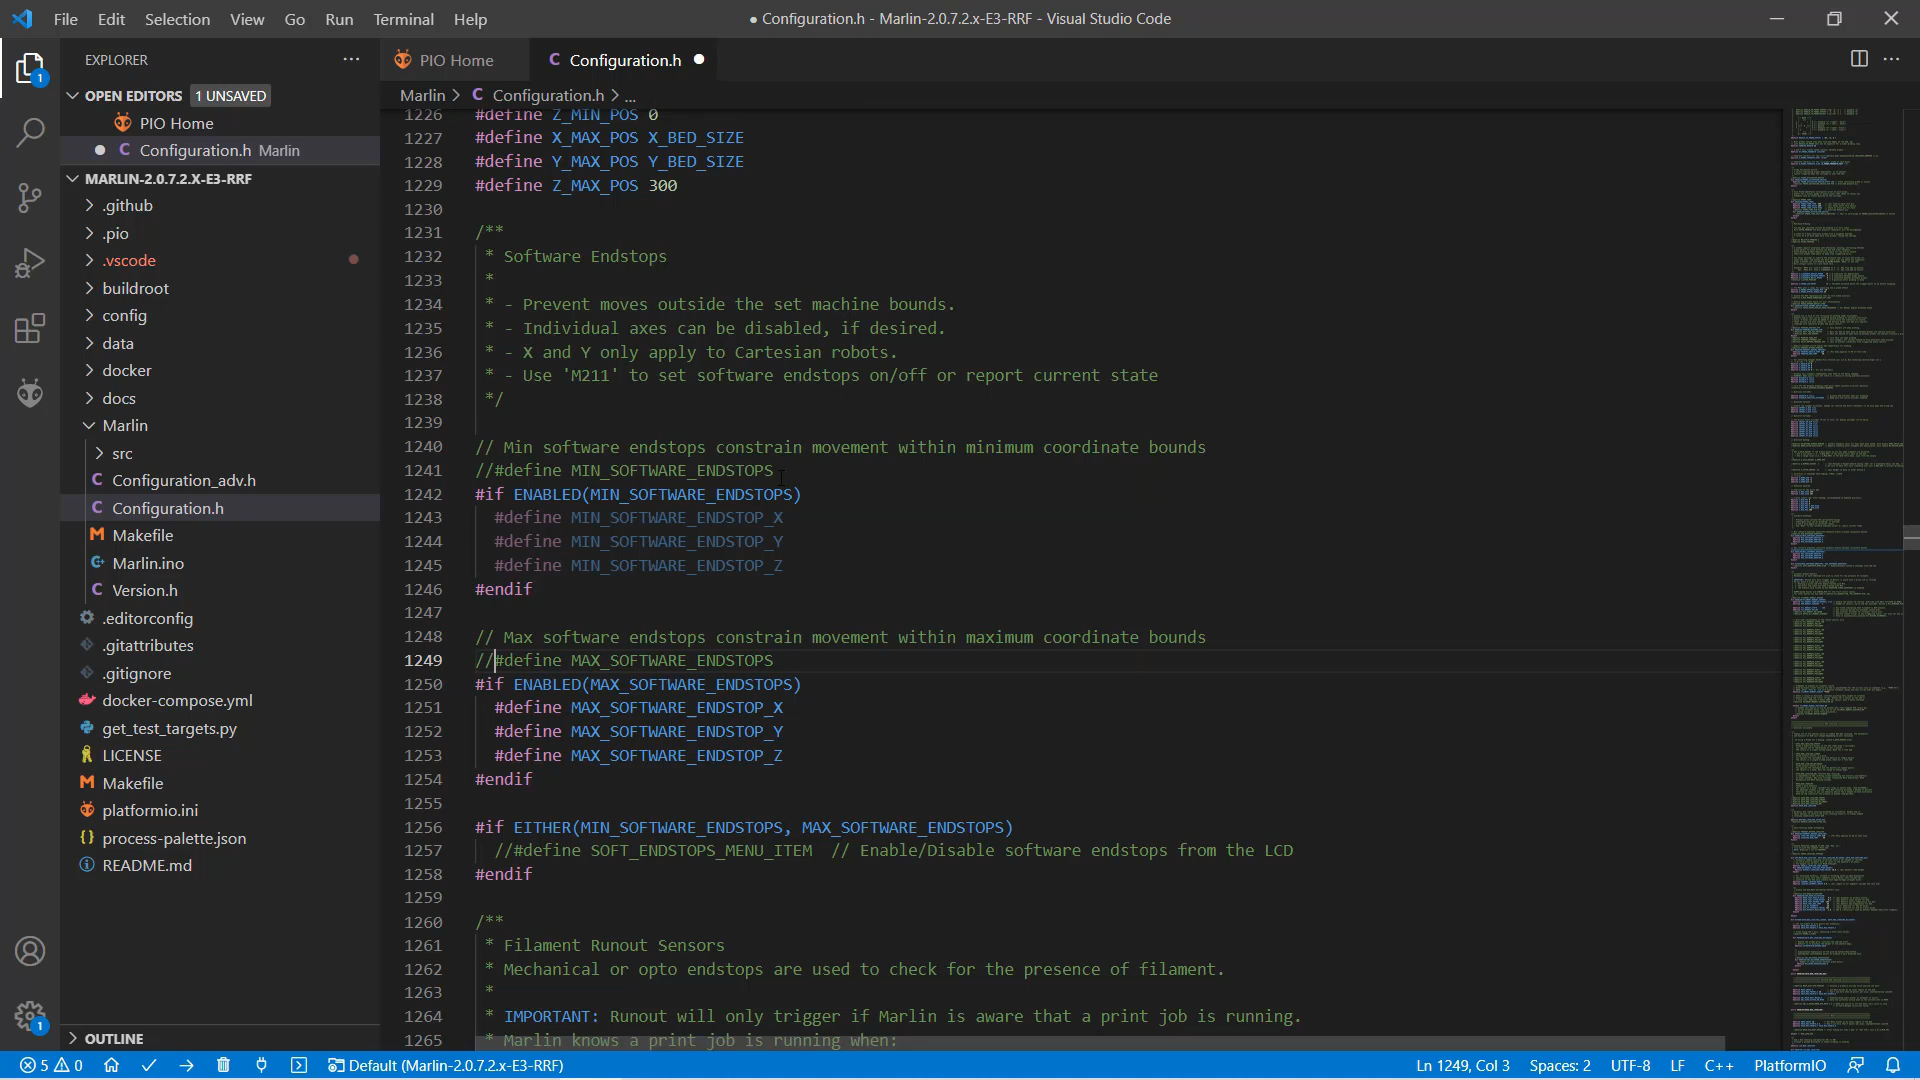 File Edit Selection View Go Run Terminal Help
● Configuration.h - Marlin-2.0.7.2.x-E3-RRF - Visual Studio Code
EXPLORER
OPEN EDITORS 1 UNSAVED
PIO Home
C Configuration.h Marlin
MARLIN-2.0.7.2.X-E3-RRF
.github
.pio
.vscode
buildroot
config
data
docker
docs
Marlin
src
C Configuration_adv.h
C Configuration.h
M Makefile
Marlin.ino
C Version.h
.editorconfig
.gitattributes
.gitignore
docker-compose.yml
get_test_targets.py
LICENSE
M Makefile
platformio.ini
{} process-palette.json
README.md
OUTLINE
1
1
PIO Home
C Configuration.h
Marlin > C Configuration.h > ...
1226 #define Z_MIN_POS 0
1227 #define X_MAX_POS X_BED_SIZE
1228 #define Y_MAX_POS Y_BED_SIZE
1229 #define Z_MAX_POS 300
1230
1231 /**
1232 * Software Endstops
1233 *
1234 * - Prevent moves outside the set machine bounds.
1235 * - Individual axes can be disabled, if desired.
1236 * - X and Y only apply to Cartesian robots.
1237 * - Use 'M211' to set software endstops on/off or report current state
1238 */
1239
1240 // Min software endstops constrain movement within minimum coordinate bounds
1241 //#define MIN_SOFTWARE_ENDSTOPS
1242 #if ENABLED(MIN_SOFTWARE_ENDSTOPS)
1243 #define MIN_SOFTWARE_ENDSTOP_X
1244 #define MIN_SOFTWARE_ENDSTOP_Y
1245 #define MIN_SOFTWARE_ENDSTOP_Z
1246 #endif
1247
1248 // Max software endstops constrain movement within maximum coordinate bounds
1249 //#define MAX_SOFTWARE_ENDSTOPS
1250 #if ENABLED(MAX_SOFTWARE_ENDSTOPS)
1251 #define MAX_SOFTWARE_ENDSTOP_X
1252 #define MAX_SOFTWARE_ENDSTOP_Y
1253 #define MAX_SOFTWARE_ENDSTOP_Z
1254 #endif
1255
1256 #if EITHER(MIN_SOFTWARE_ENDSTOPS, MAX_SOFTWARE_ENDSTOPS)
1257 //#define SOFT_ENDSTOPS_MENU_ITEM // Enable/Disable software endstops from the LCD
1258 #endif
1259
1260 /**
1261 * Filament Runout Sensors
1262 * Mechanical or opto endstops are used to check for the presence of filament.
1263 *
1264 * IMPORTANT: Runout will only trigger if Marlin is aware that a print job is running.
1265 * Marlin knows a print job is running when:
5 0 Default (Marlin-2.0.7.2.x-E3-RRF) Ln 1249, Col 3 Spaces: 2 UTF-8 LF C++ PlatformIO